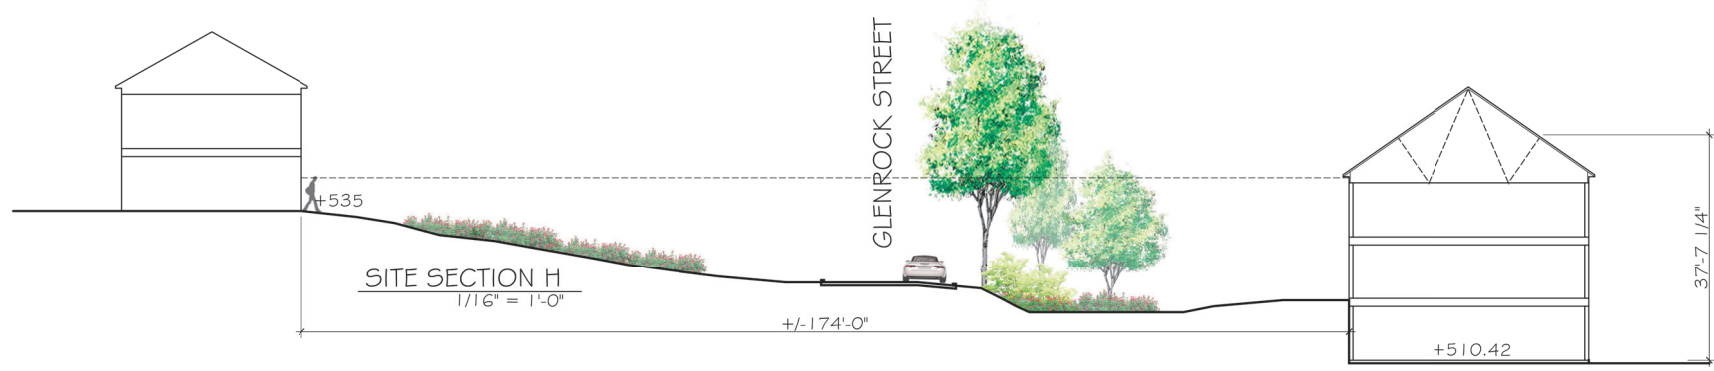 GLENROCK STREET
+535
SITE SECTION H
1/16" = 1'-0"
+/-174'-0"
37'-7 1/4"
+510.42